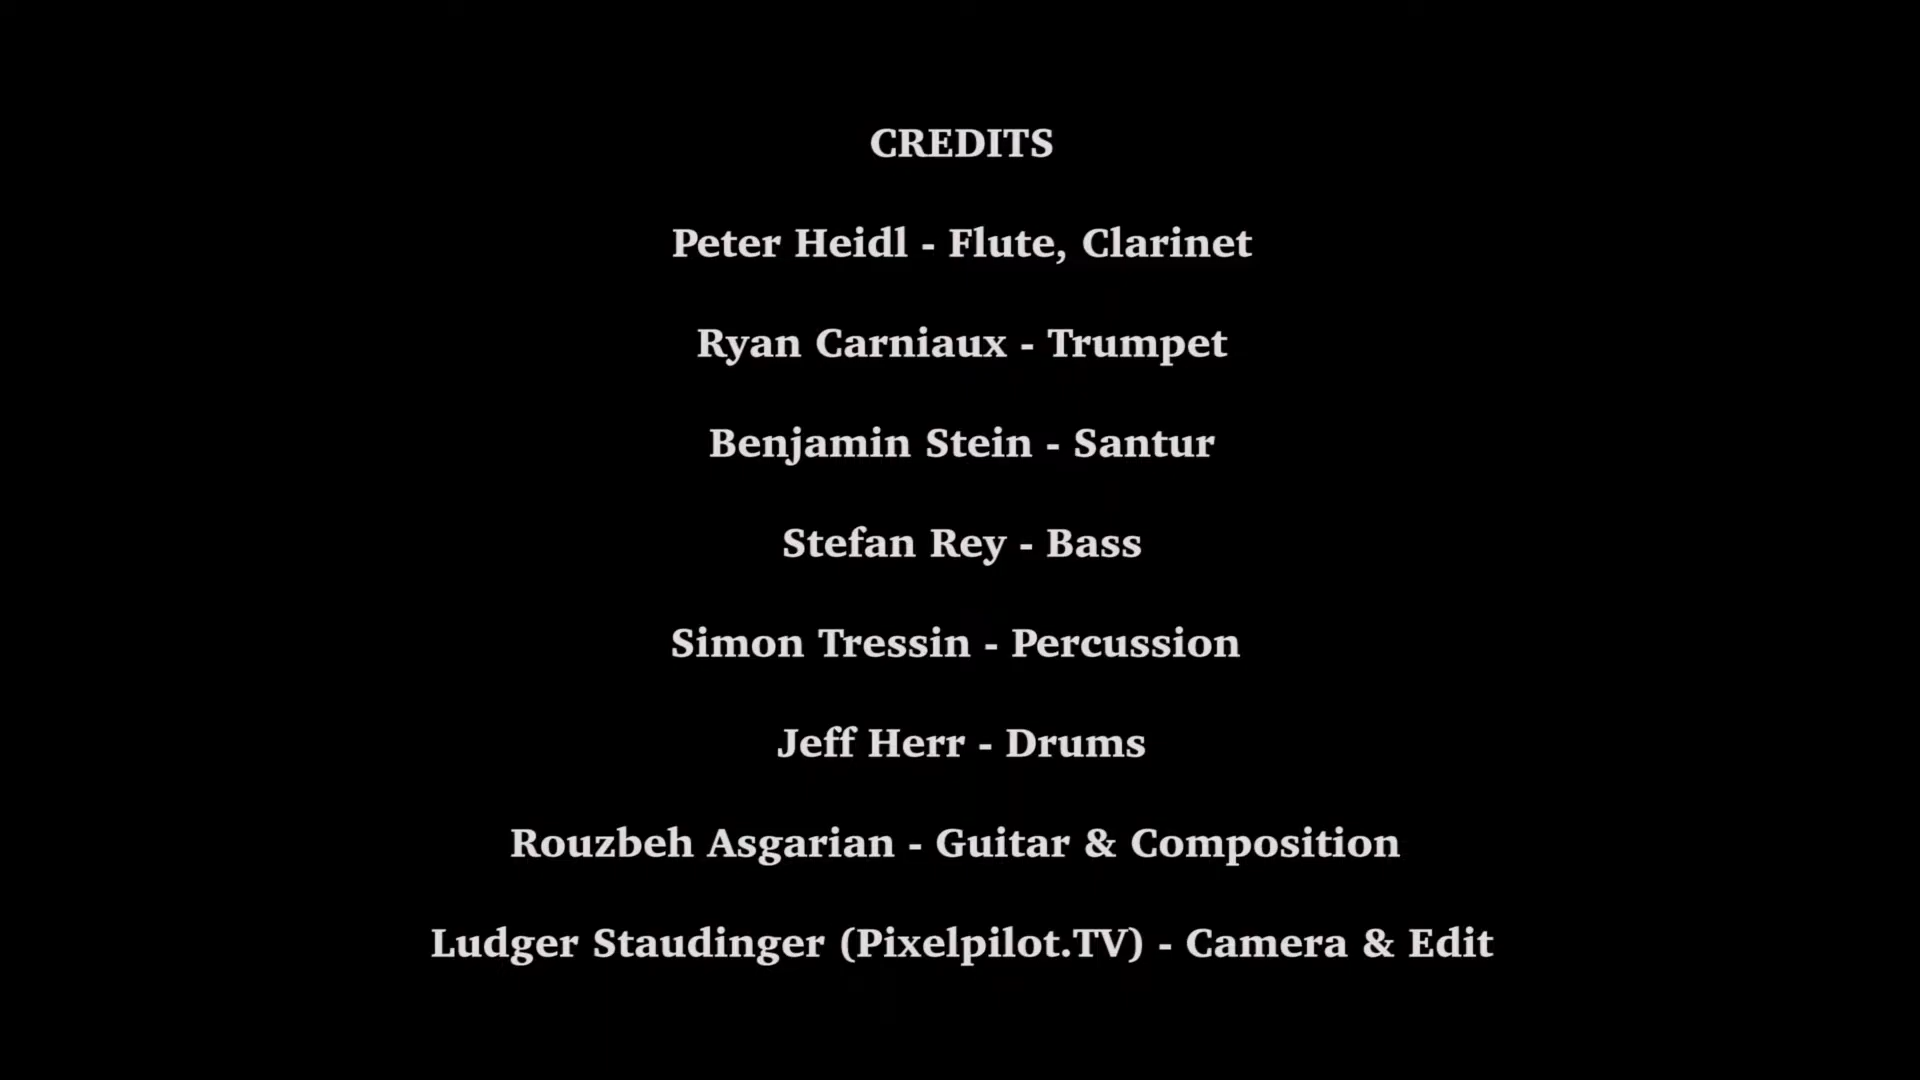 CREDITS
Peter Heidl - Flute, Clarinet
Ryan Carniaux - Trumpet
Benjamin Stein - Santur
Stefan Rey - Bass
Simon Tressin - Percussion
Jeff Herr - Drums
Rouzbeh Asgarian - Guitar & Composition
Ludger Staudinger (Pixelpilot.TV) - Camera & Edit